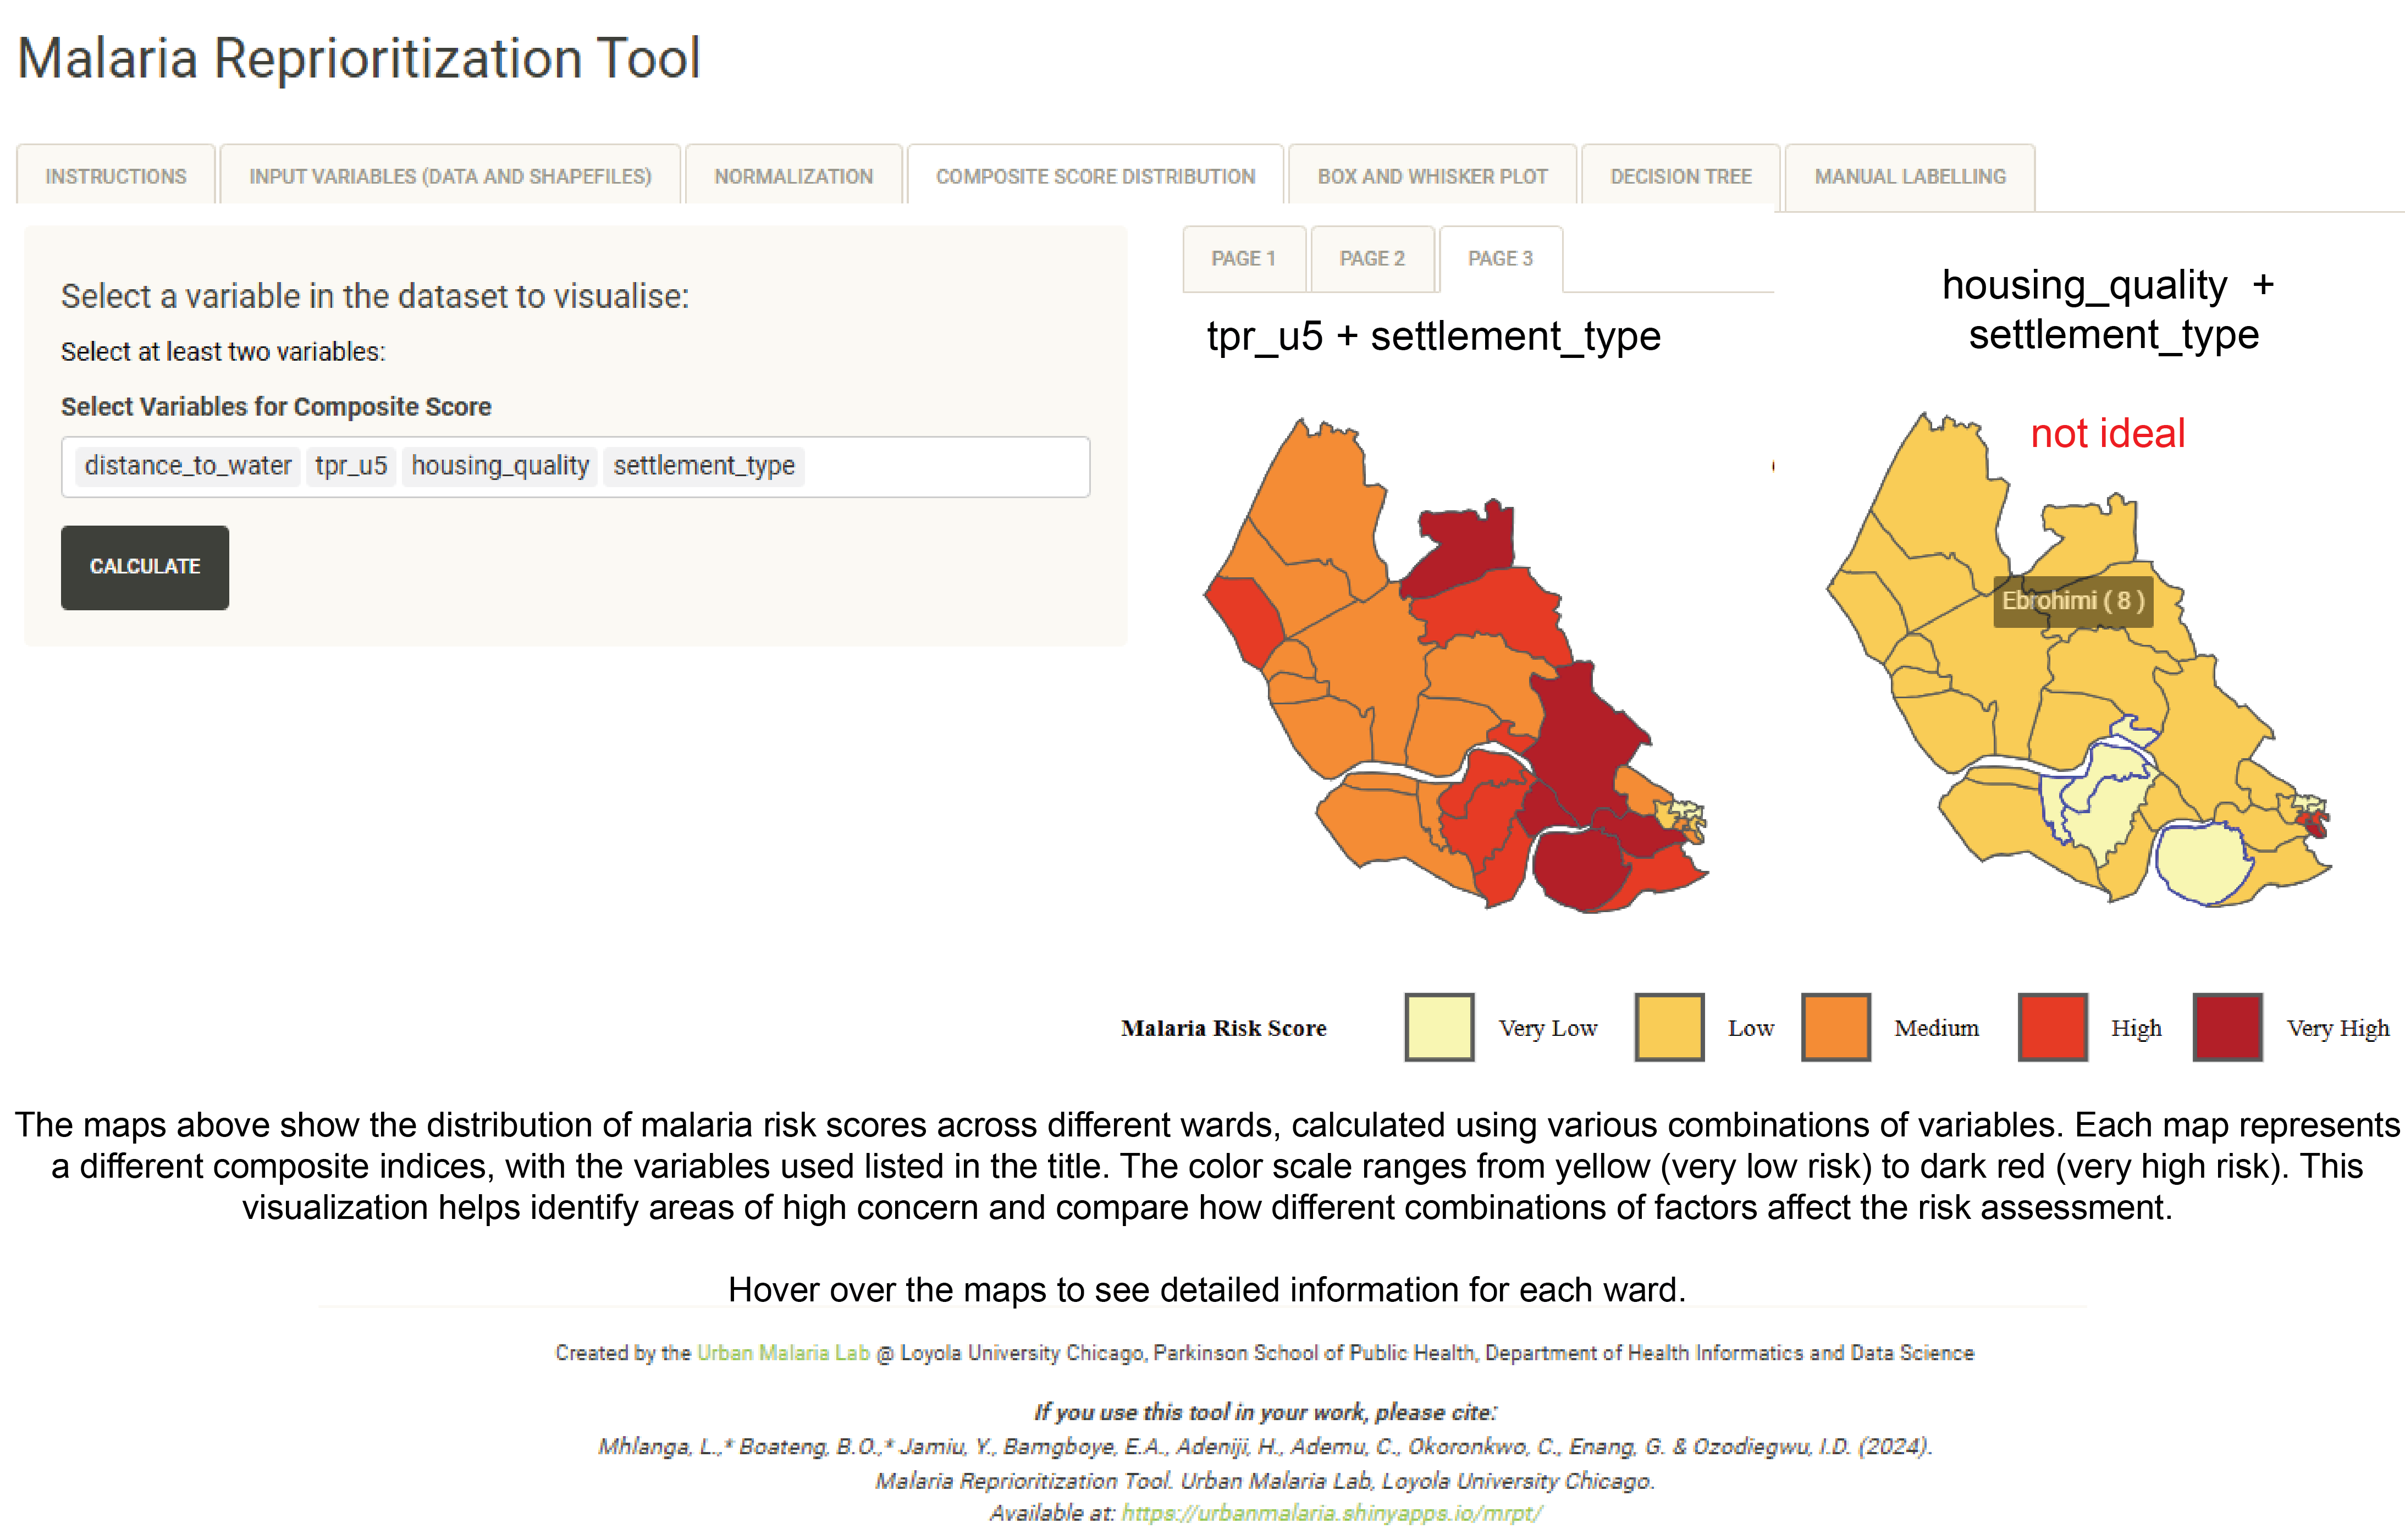 Malaria Reprioritization Tool
INSTRUCTIONS
INPUT VARIABLES (DATA AND SHAPEFILES)
NORMALIZATION
COMPOSITE SCORE DISTRIBUTION
BOX AND WHISKER PLOT
DECISION TREE
MANUAL LABELLING
Select a variable in the dataset to visualise:
Select at least two variables:
Select Variables for Composite Score
distance_to_water tpr_u5 housing_quality settlement_type
CALCULATE
PAGE 1
PAGE 2
PAGE 3
tpr_u5 + settlement_type
housing_quality +
settlement_type
not ideal
Ebrohimi ( 8 )
Malaria Risk Score
Very Low
Low
Medium
High
Very High
The maps above show the distribution of malaria risk scores across different wards, calculated using various combinations of variables. Each map represents
a different composite indices, with the variables used listed in the title. The color scale ranges from yellow (very low risk) to dark red (very high risk). This
visualization helps identify areas of high concern and compare how different combinations of factors affect the risk assessment.
Hover over the maps to see detailed information for each ward.
Created by the Urban Malaria Lab @ Loyola University Chicago, Parkinson School of Public Health, Department of Health Informatics and Data Science
If you use this tool in your work, please cite:
Mhlanga, L.,* Boateng, B.O.,* Jamiu, Y., Bamgboye, E.A., Adeniji, H., Ademu, C., Okoronkwo, C., Enang, G. & Ozodiegwu, I.D. (2024).
Malaria Reprioritization Tool. Urban Malaria Lab, Loyola University Chicago.
Available at: https://urbanmalaria.shinyapps.io/mrpt/